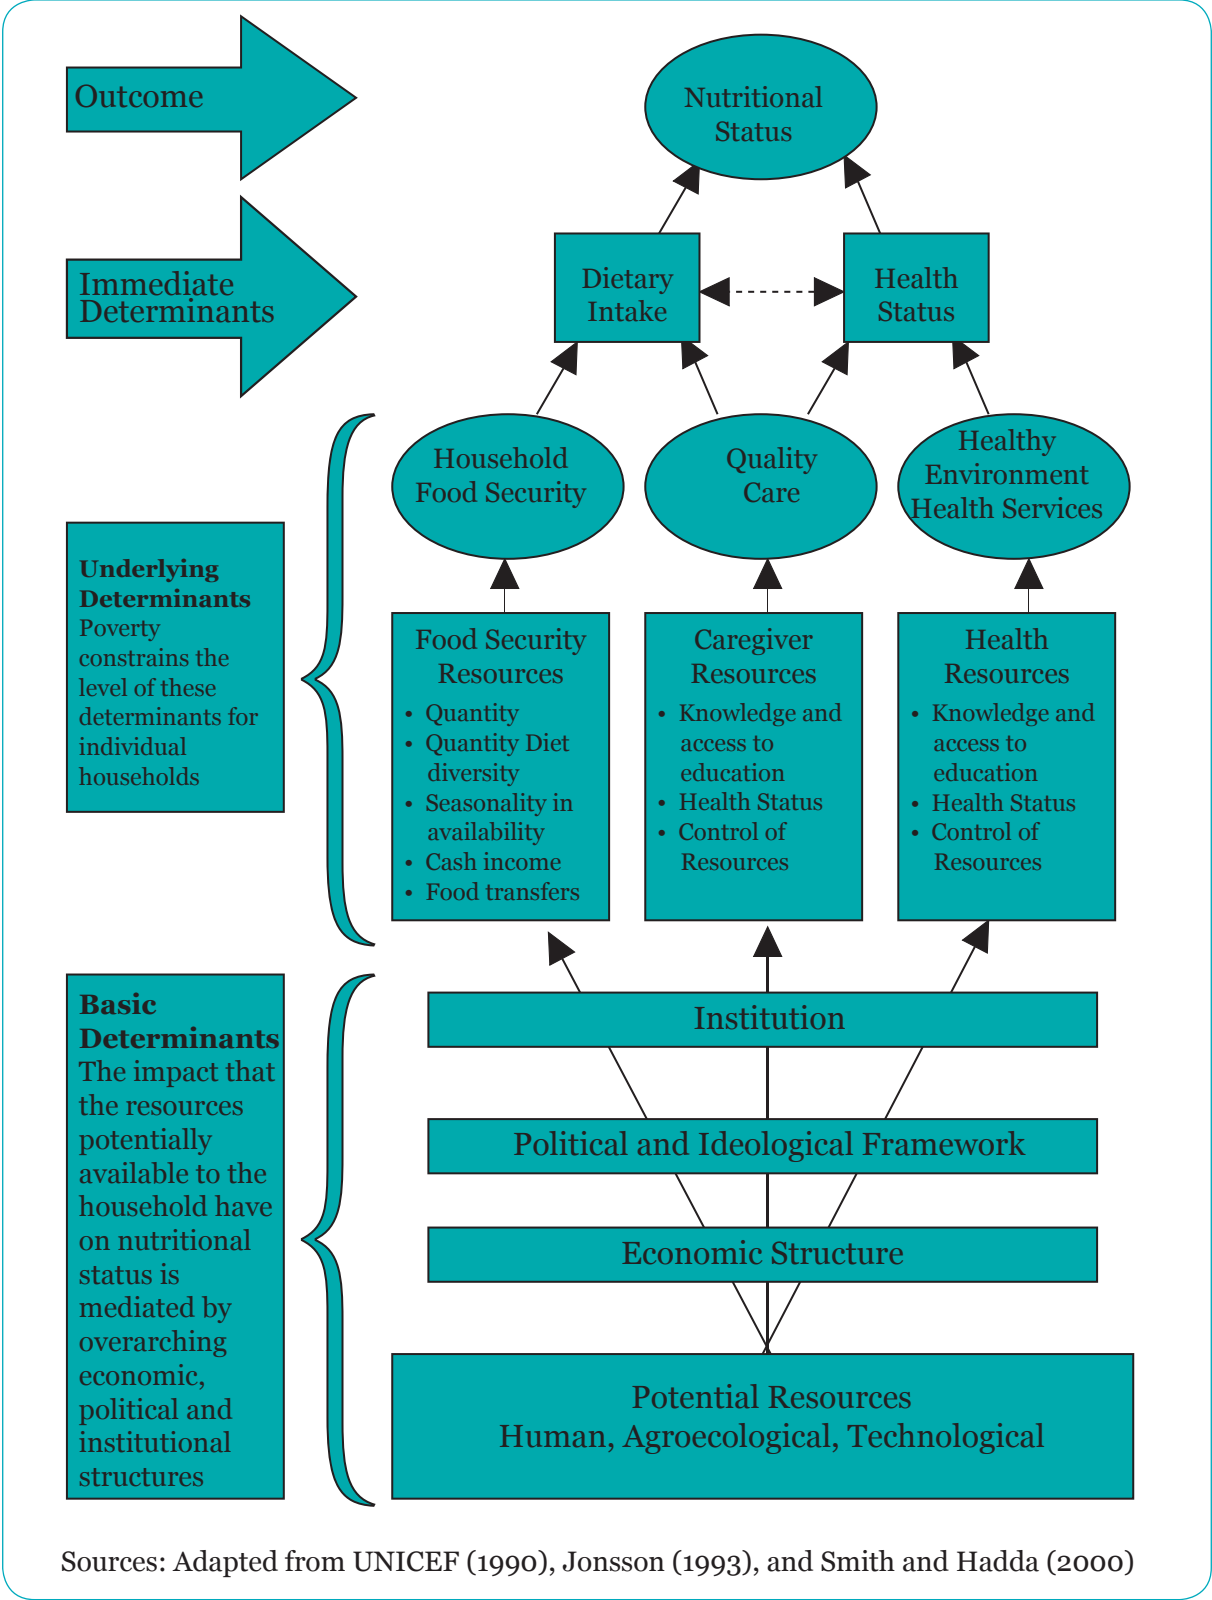 Outcome
Nutritional
Status
Immediate
Determinants
Dietary
Intake
Health
Status
Household
Food Security
Quality
Care
Healthy
Environment
Health Services
Underlying
Determinants
Poverty
constrains the
level of these
determinants for
individual
households
Food Security
Resources
• Quantity
• Quantity Diet
diversity
• Seasonality in
availability
• Cash income
• Food transfers
Caregiver
Resources
• Knowledge and
access to
education
• Health Status
• Control of
Resources
Health
Resources
• Knowledge and
access to
education
• Health Status
• Control of
Resources
Basic
Determinants
The impact that
the resources
potentially
available to the
household have
on nutritional
status is
mediated by
overarching
economic,
political and
institutional
structures
Institution
Political and Ideological Framework
Economic Structure
Potential Resources
Human, Agroecological, Technological
Sources: Adapted from UNICEF (1990), Jonsson (1993), and Smith and Hadda (2000)